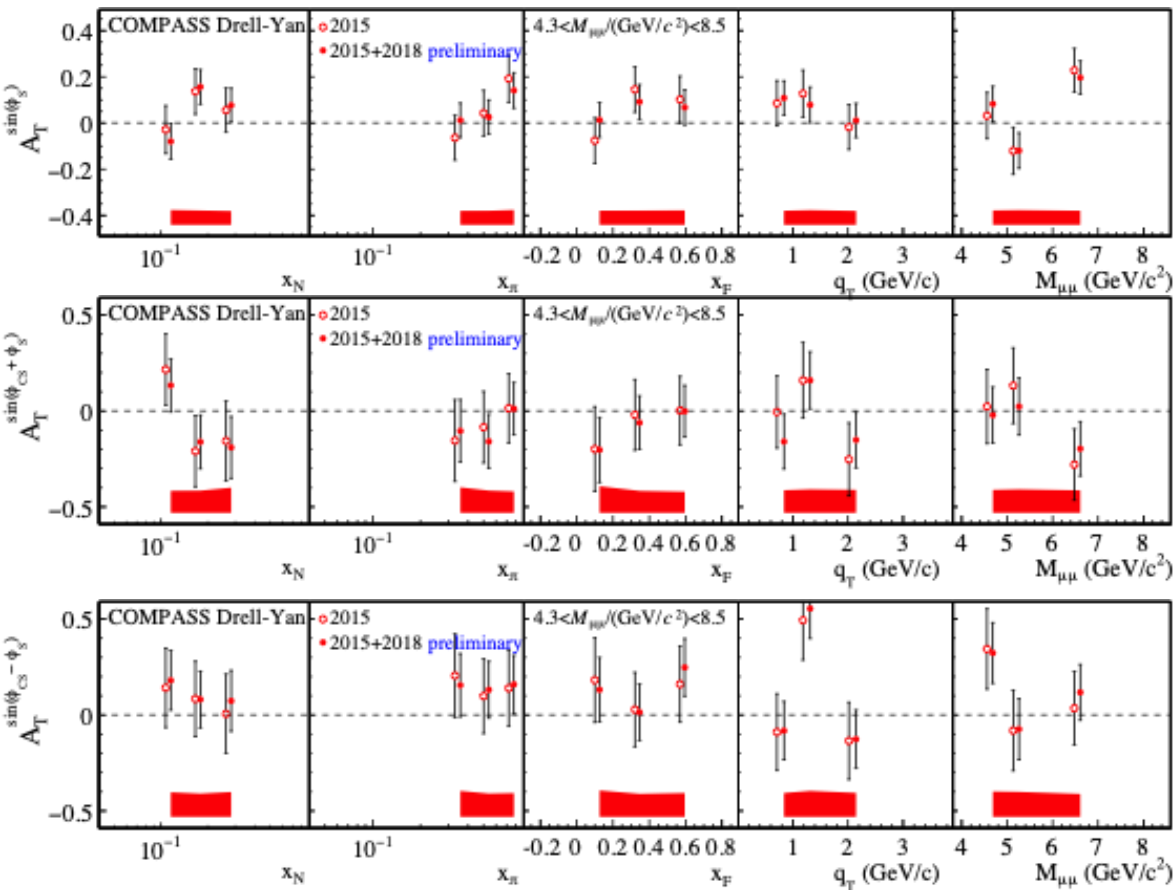 COMPASS Drell-Yan
2015
4.3<Mμμ/(GeV/c²)<8.5
2015+2018 preliminary
A_T^sin(ϕ_S)
0.4
0.2
0
−0.2
−0.4
10⁻¹
10⁻¹
-0.2 0 0.2 0.4 0.6 0.8
1 2 3
4 5 6 7 8
x_N
x_π
x_F
q_T (GeV/c)
M_μμ (GeV/c²)
COMPASS Drell-Yan
2015
4.3<Mμμ/(GeV/c²)<8.5
2015+2018 preliminary
A_T^sin(ϕ_CS+ϕ_S)
0.5
0
−0.5
10⁻¹
10⁻¹
-0.2 0 0.2 0.4 0.6 0.8
1 2 3
4 5 6 7 8
x_N
x_π
x_F
q_T (GeV/c)
M_μμ (GeV/c²)
COMPASS Drell-Yan
2015
4.3<Mμμ/(GeV/c²)<8.5
2015+2018 preliminary
A_T^sin(ϕ_CS−ϕ_S)
0.5
0
−0.5
10⁻¹
10⁻¹
-0.2 0 0.2 0.4 0.6 0.8
1 2 3
4 5 6 7 8
x_N
x_π
x_F
q_T (GeV/c)
M_μμ (GeV/c²)